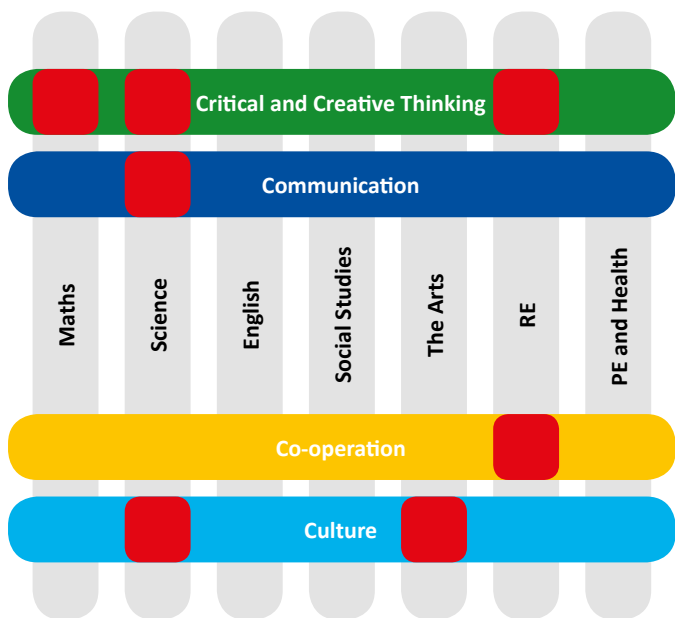 Critical and Creative Thinking
Communication
Maths
Science
English
Social Studies
The Arts
RE
PE and Health
Co-operation
Culture